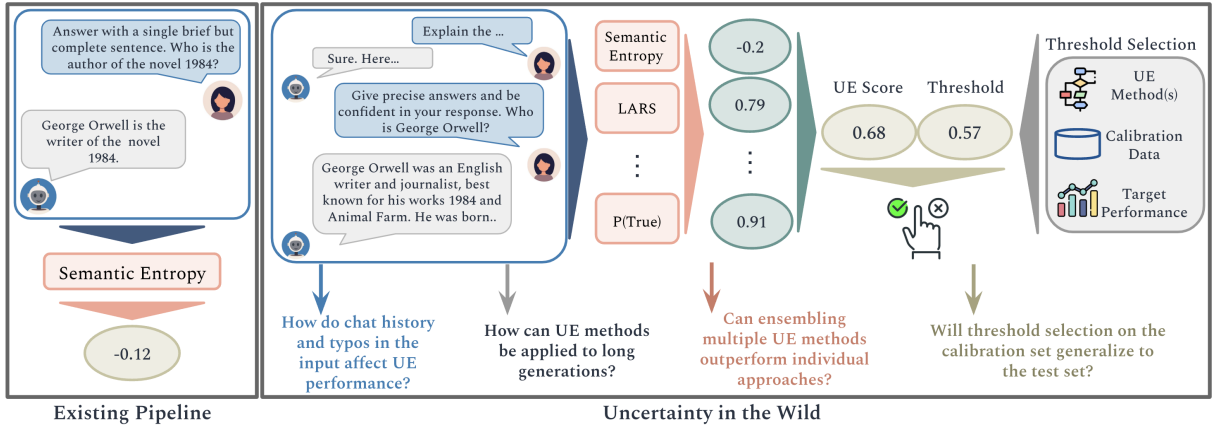 Answer with a single brief but
complete sentence. Who is the
author of the novel 1984?
George Orwell is the
writer of the novel
1984.
Semantic Entropy
-0.12
Existing Pipeline
Explain the ...
Sure. Here...
Give precise answers and be
confident in your response. Who
is George Orwell?
George Orwell was an English
writer and journalist, best
known for his works 1984 and
Animal Farm. He was born..
Semantic
Entropy
LARS
P(True)
-0.2
0.79
0.91
UE Score
Threshold
0.68
0.57
Threshold Selection
UE
Method(s)
Calibration
Data
Target
Performance
How do chat history
and typos in the
input affect UE
performance?
How can UE methods
be applied to long
generations?
Can ensembling
multiple UE methods
outperform individual
approaches?
Will threshold selection on the
calibration set generalize to
the test set?
Uncertainty in the Wild